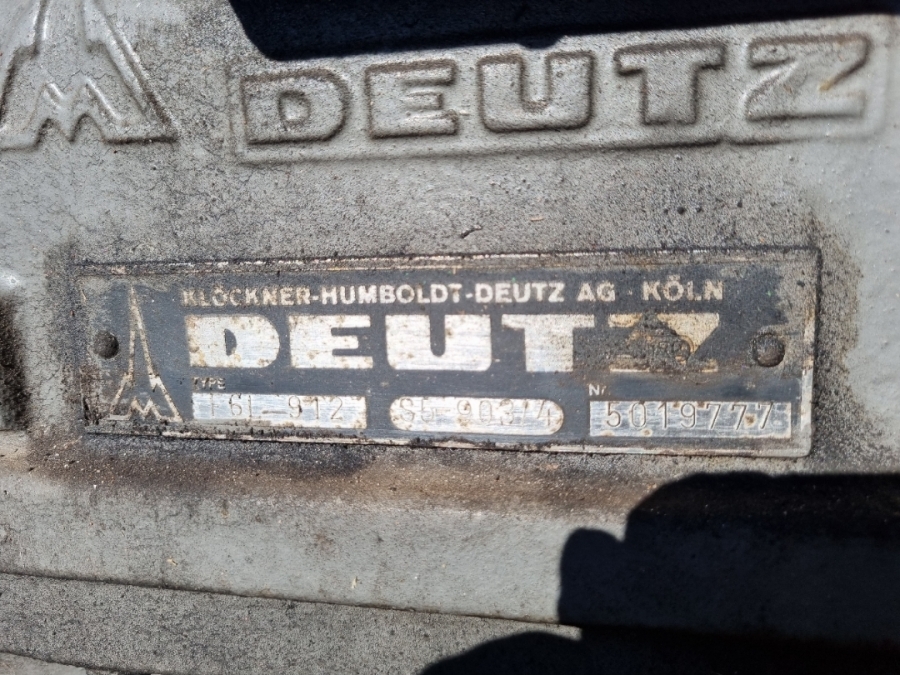 DEUTZ
KLÖCKNER-HUMBOLDT-DEUTZ AG KÖLN
DEUTZ
TYPE Nr
F6L-912 5019777